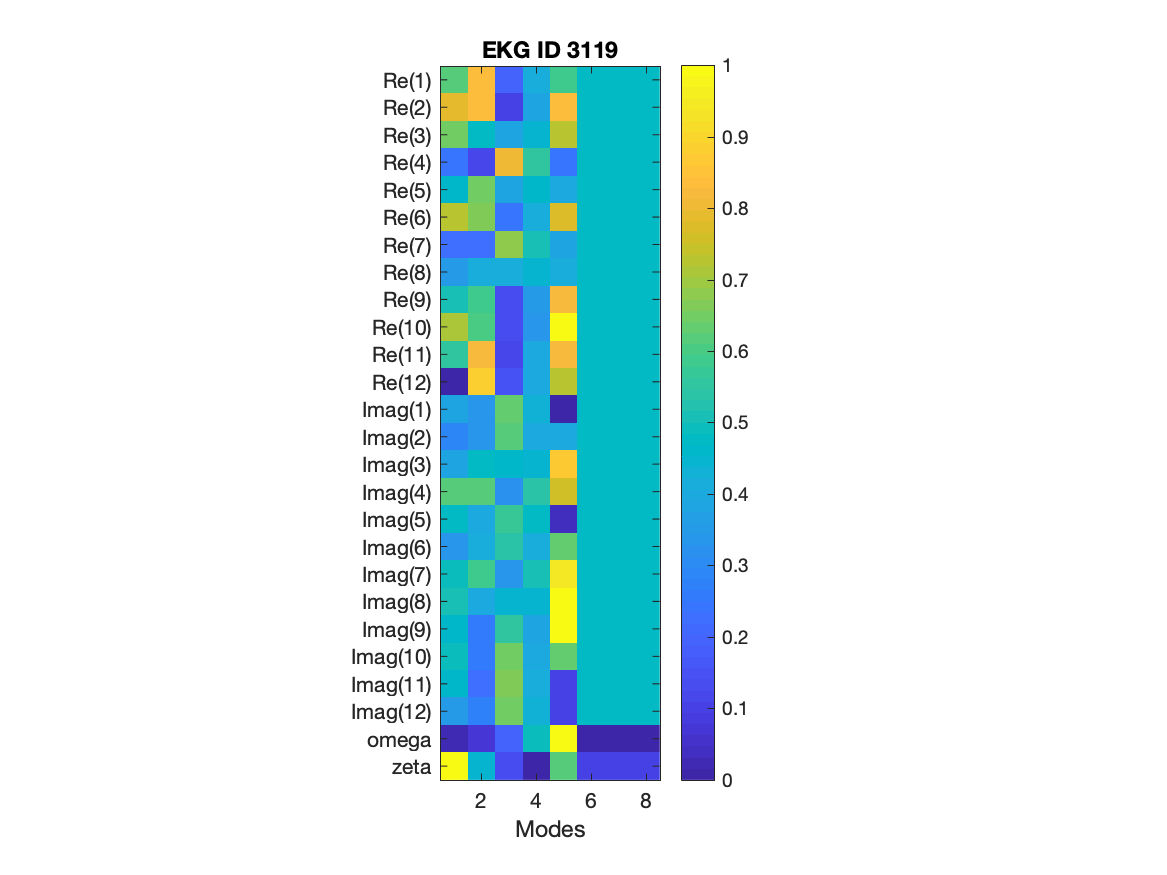 EKG ID 3119
Re(1)
Re(2)
Re(3)
Re(4)
Re(5)
Re(6)
Re(7)
Re(8)
Re(9)
Re(10)
Re(11)
Re(12)
Imag(1)
Imag(2)
Imag(3)
Imag(4)
Imag(5)
Imag(6)
Imag(7)
Imag(8)
Imag(9)
Imag(10)
Imag(11)
Imag(12)
omega
zeta
2 4 6 8
Modes
1
0.9
0.8
0.7
0.6
0.5
0.4
0.3
0.2
0.1
0